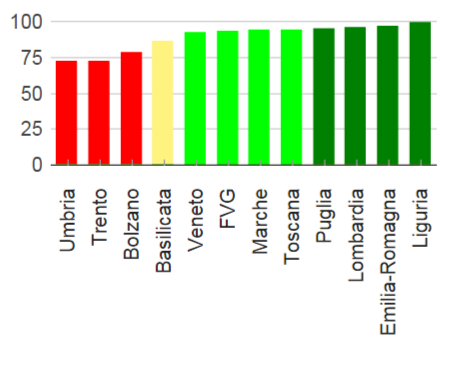 100
75
50
25
0
Umbria
Trento
Bolzano
Basilicata
Veneto
FVG
Marche
Toscana
Puglia
Lombardia
Emilia-Romagna
Liguria